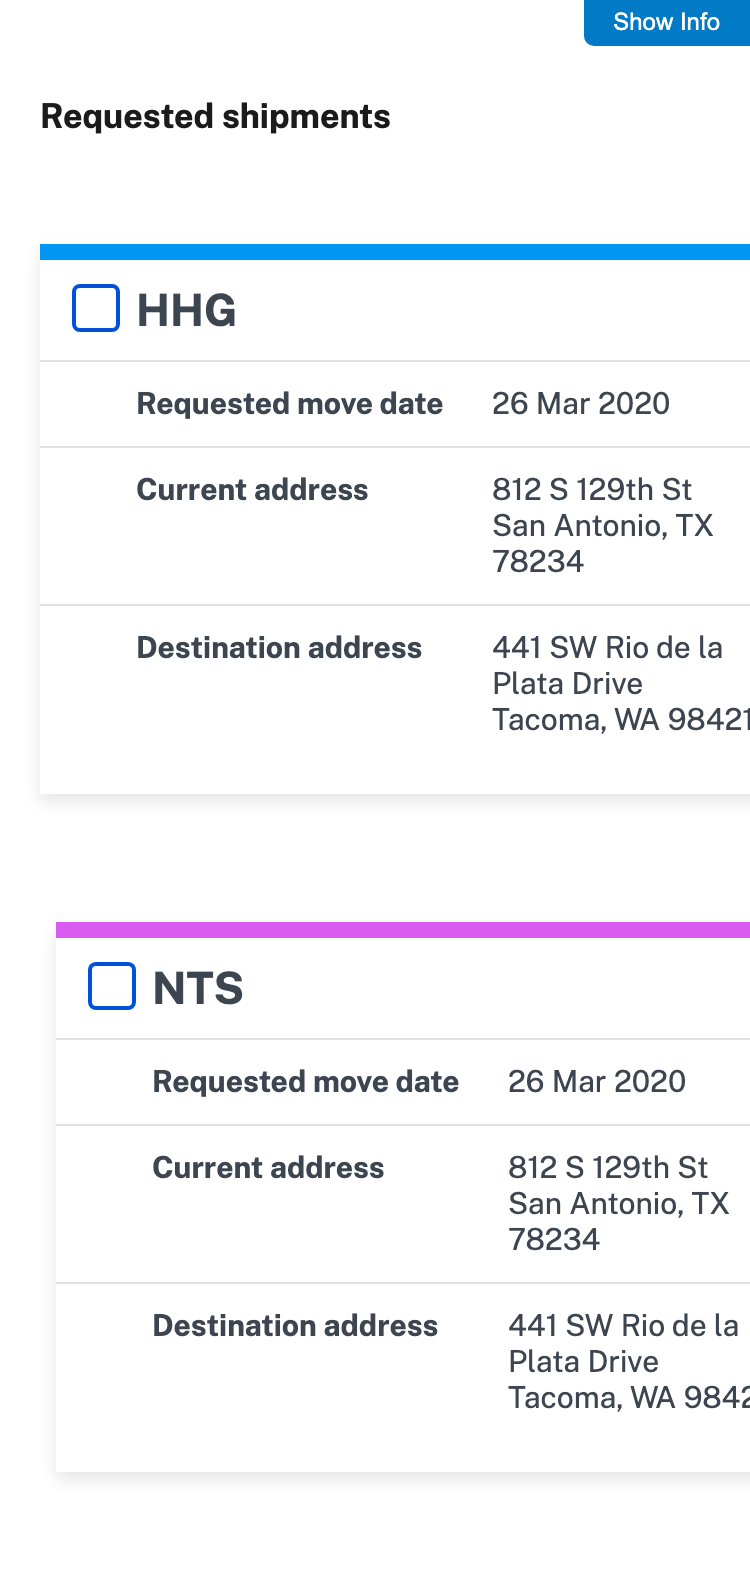 Show Info
Requested shipments
HHG
Requested move date 26 Mar 2020
Current address 812 S 129th St
San Antonio, TX
78234
Destination address 441 SW Rio de la
Plata Drive
Tacoma, WA 98421
NTS
Requested move date 26 Mar 2020
Current address 812 S 129th St
San Antonio, TX
78234
Destination address 441 SW Rio de la
Plata Drive
Tacoma, WA 9842